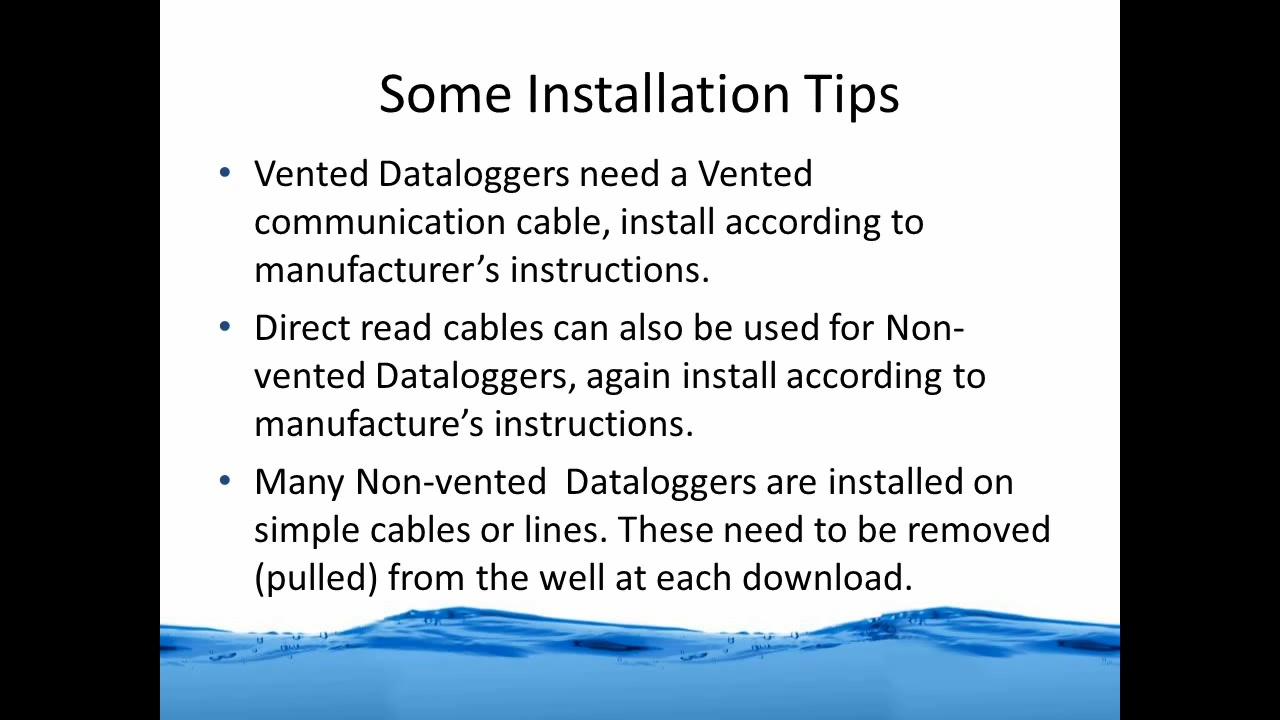 Some Installation Tips
• Vented Dataloggers need a Vented
communication cable, install according to
manufacturer’s instructions.
• Direct read cables can also be used for Non-
vented Dataloggers, again install according to
manufacture’s instructions.
• Many Non-vented  Dataloggers are installed on
simple cables or lines. These need to be removed
(pulled) from the well at each download.